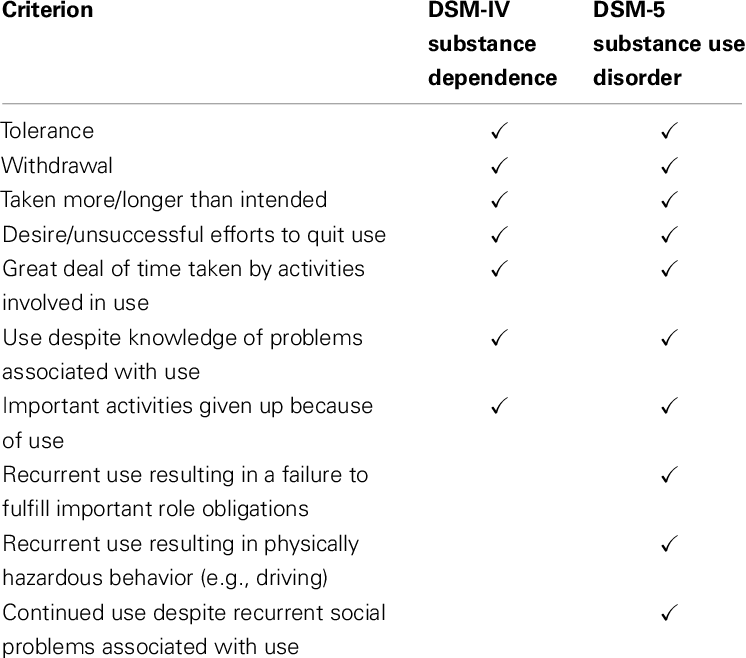 Criterion DSM-IV DSM-5
substance substance use
dependence disorder
Tolerance ✓ ✓
Withdrawal ✓ ✓
Taken more/longer than intended ✓ ✓
Desire/unsuccessful efforts to quit use ✓ ✓
Great deal of time taken by activities ✓ ✓
involved in use
Use despite knowledge of problems ✓ ✓
associated with use
Important activities given up because ✓ ✓
of use
Recurrent use resulting in a failure to ✓
fulfill important role obligations
Recurrent use resulting in physically ✓
hazardous behavior (e.g., driving)
Continued use despite recurrent social ✓
problems associated with use